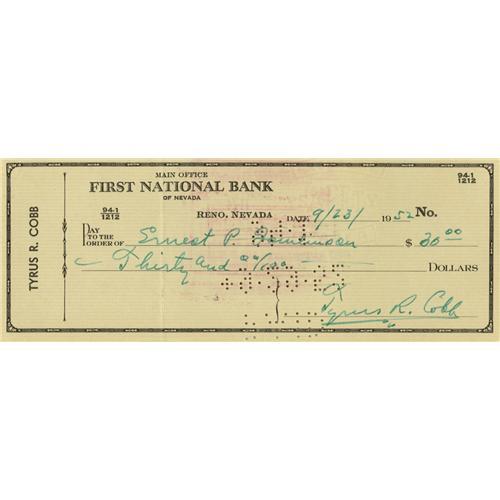 TYRUS R. COBB
MAIN OFFICE
FIRST NATIONAL BANK
OF NEVADA
94-1
1212
94-1
1212
RENO, NEVADA DATE 9/23/ 1952 No.
PAY
TO THE
ORDER OF Ernest P. $ 30 00
Thirty and 00/100 DOLLARS
Tyrus R. Cobb